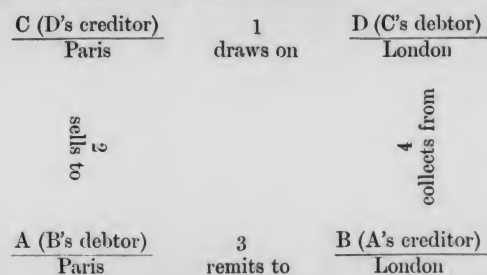 C (D's creditor) 1 D (C's debtor)
Paris draws on London
2
sells to
4
collects from
A (B's debtor) 3 B (A's creditor)
Paris remits to London